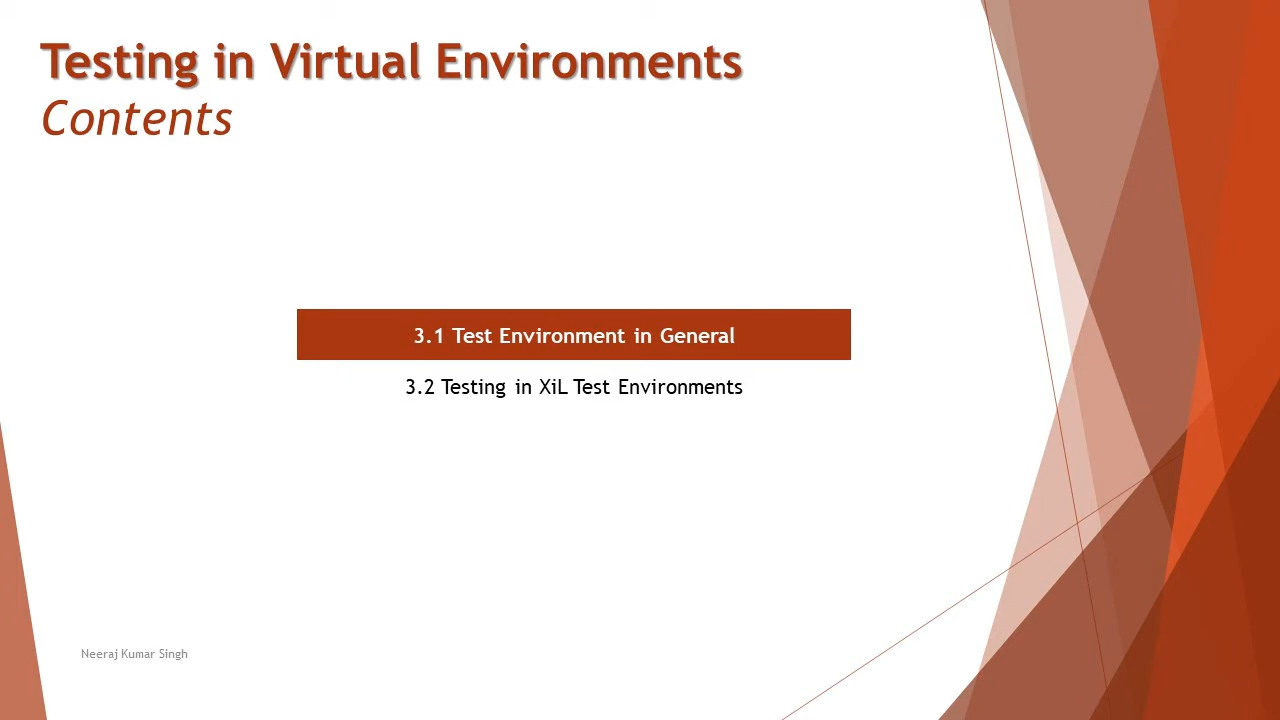 Testing in Virtual Environments
Contents
3.1 Test Environment in General
3.2 Testing in XiL Test Environments
Neeraj Kumar Singh